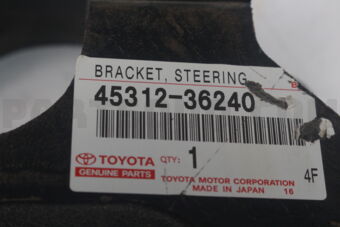 BRACKET, STEERING
45312-36240
TOYOTA
GENUINE PARTS
QTY: 1
TOYOTA MOTOR CORPORATION
MADE IN JAPAN 16
4F